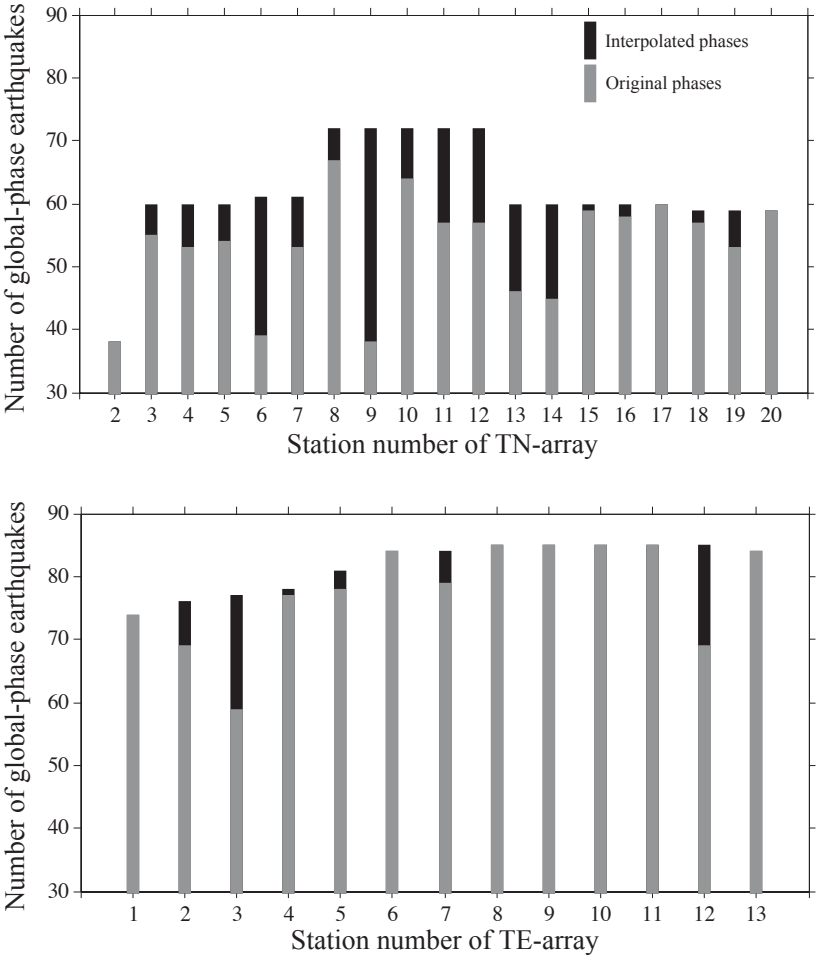 Number of global-phase earthquakes
90
80
70
60
50
40
30
Interpolated phases
Original phases
2 3 4 5 6 7 8 9 10 11 12 13 14 15 16 17 18 19 20
Station number of TN-array
Number of global-phase earthquakes
90
80
70
60
50
40
30
1 2 3 4 5 6 7 8 9 10 11 12 13
Station number of TE-array